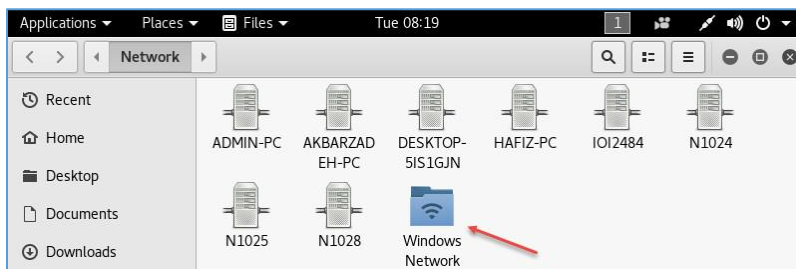 Applications Places Files Tue 08:19 1
Network
Recent
Home
Desktop
Documents
Downloads
ADMIN-PC
AKBARZAD
EH-PC
DESKTOP-
5IS1GJN
HAFIZ-PC
IOI2484
N1024
N1025
N1028
Windows
Network